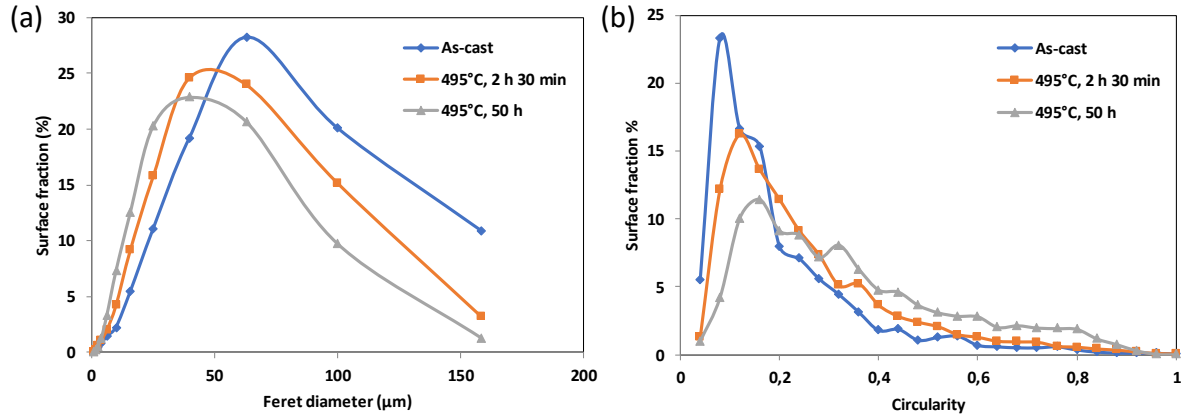 (a)
30
25
20
15
10
5
0
Surface fraction (%)
0 50 100 150 200
Feret diameter (µm)
As-cast
495°C, 2 h 30 min
495°C, 50 h
(b)
25
20
15
10
5
0
Surface fraction %
0 0,2 0,4 0,6 0,8 1
Circularity
As-cast
495°C, 2 h 30 min
495°C, 50 h